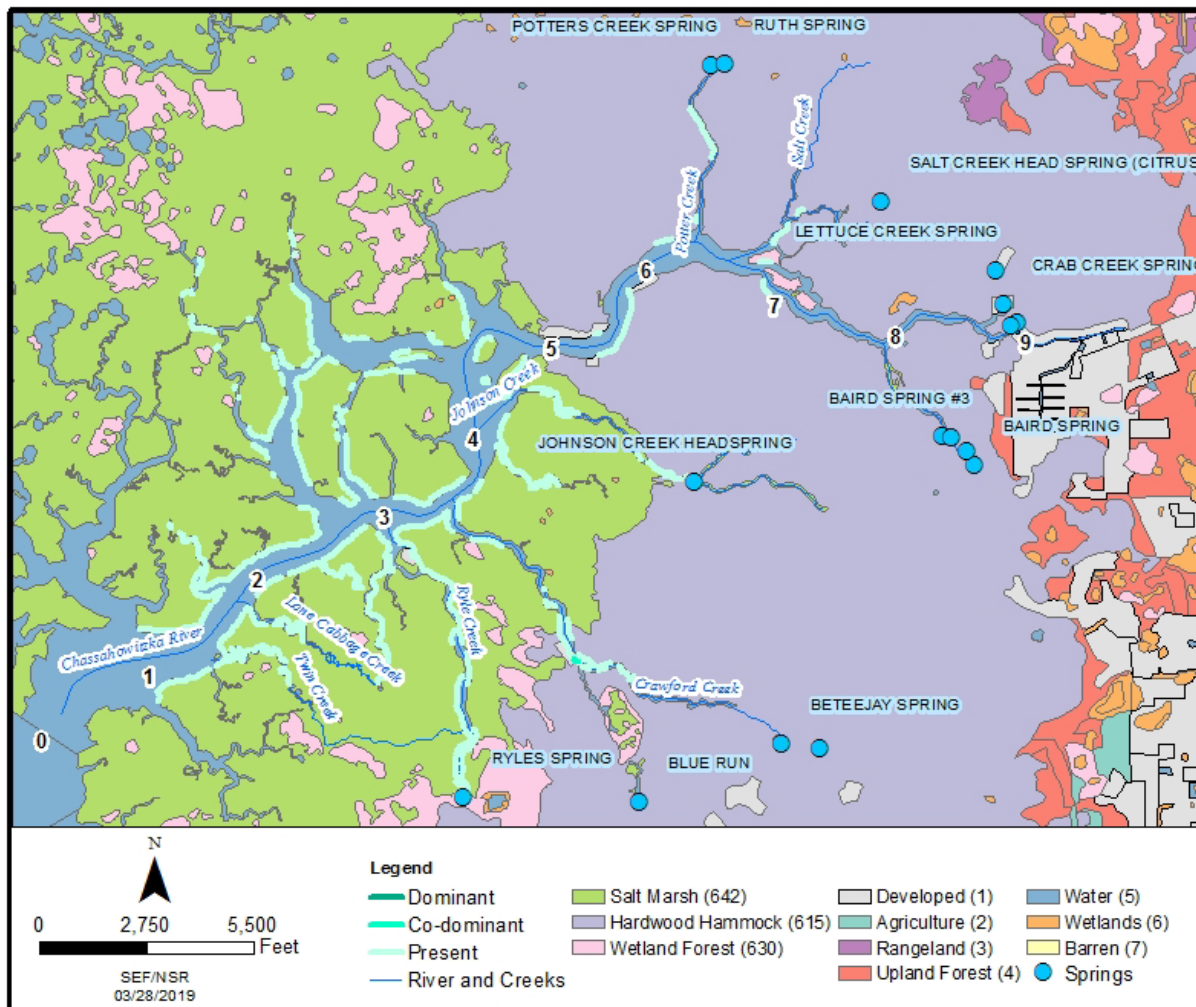 POTTERS CREEK SPRING
RUTH SPRING
Salt Creek
SALT CREEK HEAD SPRING (CITRUS
Potter Creek
LETTUCE CREEK SPRING
CRAB CREEK SPRING
6
7
8
9
5
Johnson Creek
4
BAIRD SPRING #3
BAIRD SPRING
JOHNSON CREEK HEADSPRING
3
2
Lone Cabbage Creek
Ryle Creek
Chassahowitzka River
1
Twin Creek
Crawford Creek
0
BETEEJAY SPRING
RYLES SPRING
BLUE RUN
N
0 2,750 5,500
Feet
SEF/NSR
03/28/2019
Legend
Dominant
Co-dominant
Present
River and Creeks
Salt Marsh (642)
Hardwood Hammock (615)
Wetland Forest (630)
Developed (1)
Agriculture (2)
Rangeland (3)
Upland Forest (4)
Water (5)
Wetlands (6)
Barren (7)
Springs